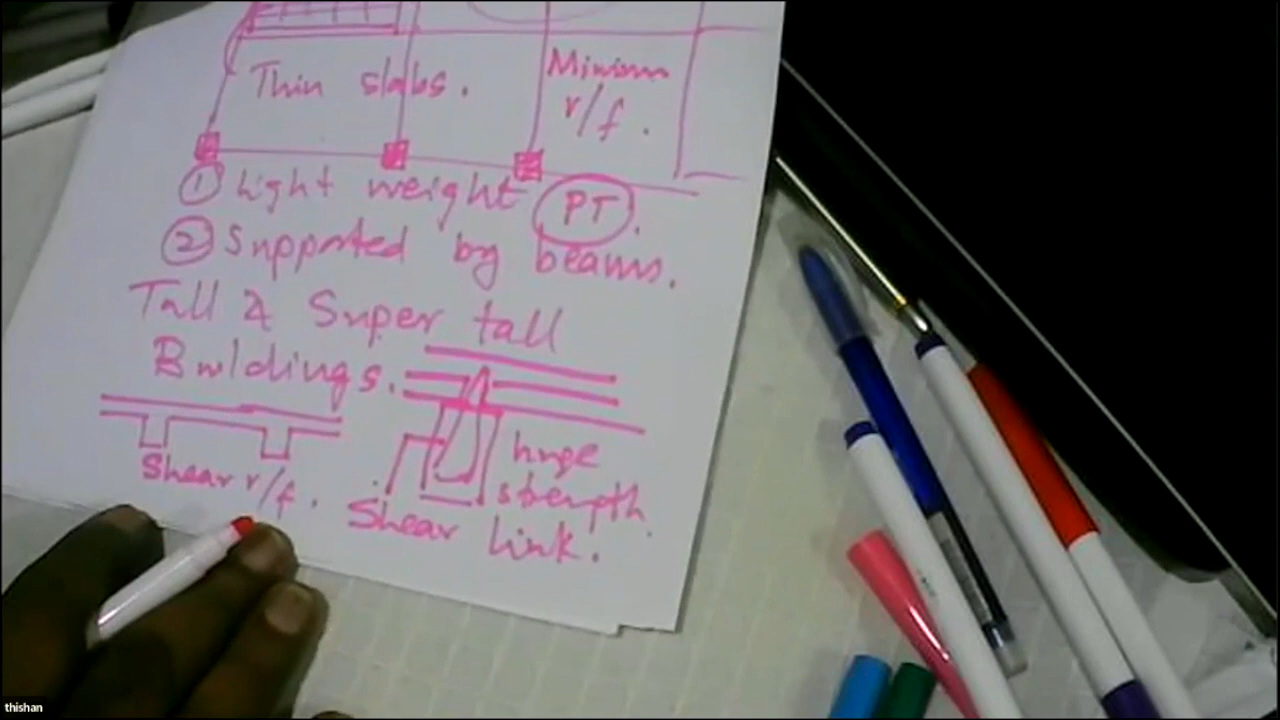 Thin slabs.
Minimum
r/f.
① Light weight
PT.
② Supported by beams.
Tall & Super tall
Buildings.
Shear r/f.
huge
strength
Shear link.
thishan